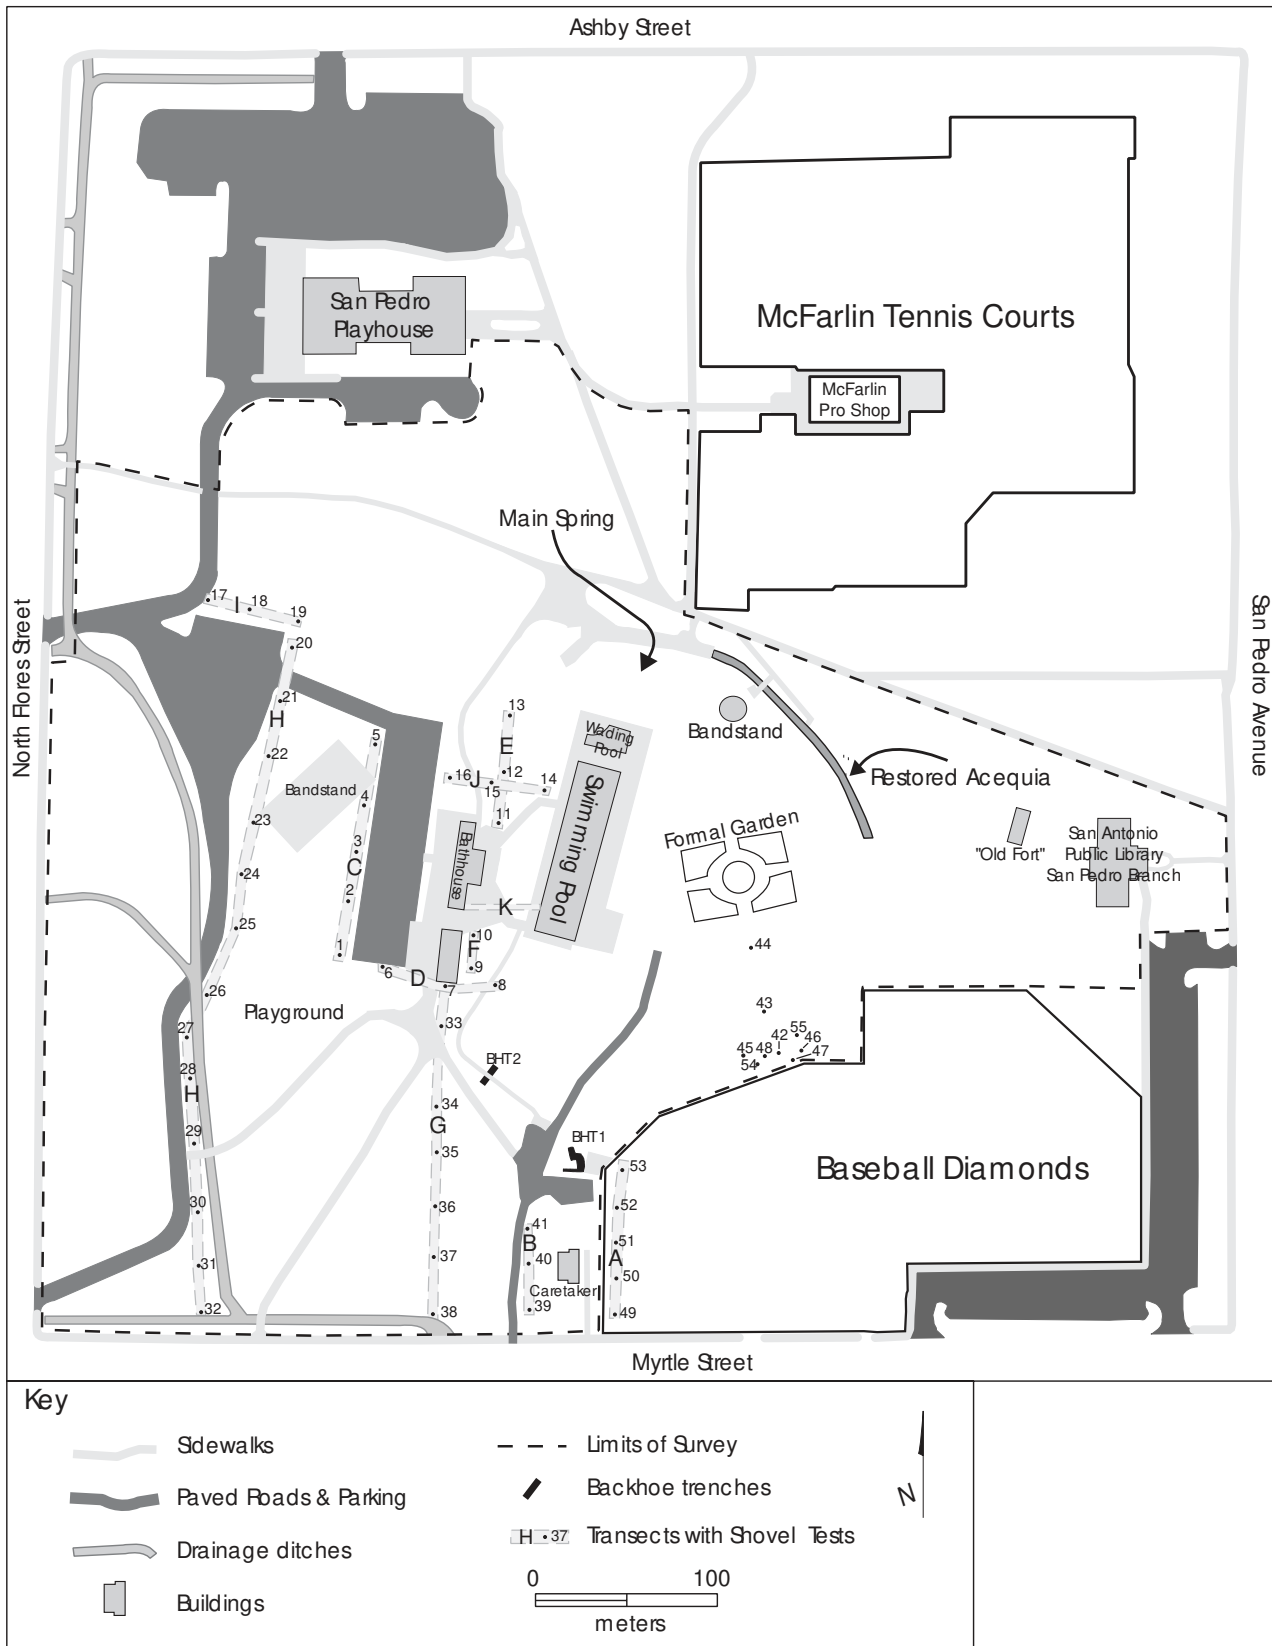 Ashby Street
San Pedro
Playhouse
McFarlin Tennis Courts
McFarlin
Pro Shop
Main Spring
North Flores Street
San Pedro Avenue
17
I
18
19
20
21
H
22
23
24
25
26
Bandstand
5
4
3
C
2
1
13
E
12
16
J
15
14
11
Wading
Pool
Swimming Pool
Bathhouse
K
10
F
9
6
D
7
8
Bandstand
Restored Acequia
Formal Garden
"Old Fort"
San Antonio
Public Library
San Pedro Branch
44
43
42
55
46
45
48
47
54
Playground
33
27
28
H
29
30
31
32
BHT2
34
G
35
36
37
38
BHT1
53
52
51
A
50
49
41
B
40
Caretaker
39
Baseball Diamonds
Myrtle Street
Key
Sidewalks
Paved Roads & Parking
Drainage ditches
Buildings
Limits of Survey
Backhoe trenches
H 37 Transects with Shovel Tests
0 100
meters
N